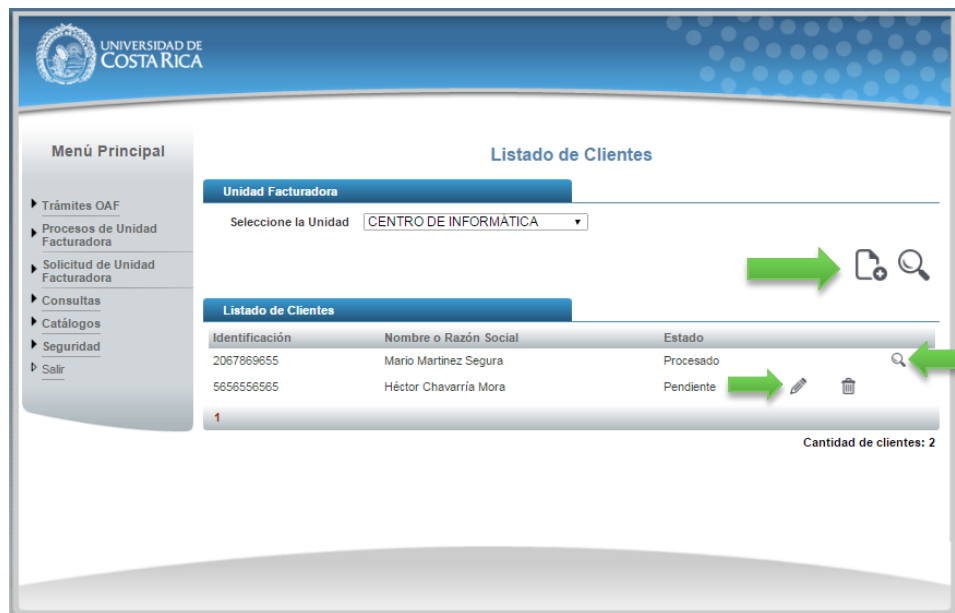 UNIVERSIDAD DE
COSTA RICA
Menú Principal
Trámites OAF
Procesos de Unidad
Facturadora
Solicitud de Unidad
Facturadora
Consultas
Catálogos
Seguridad
Salir
Listado de Clientes
Unidad Facturadora
Seleccione la Unidad CENTRO DE INFORMÁTICA
Listado de Clientes
Identificación Nombre o Razón Social Estado
2067869655 Mario Martinez Segura Procesado
5656556565 Héctor Chavarría Mora Pendiente
1
Cantidad de clientes: 2